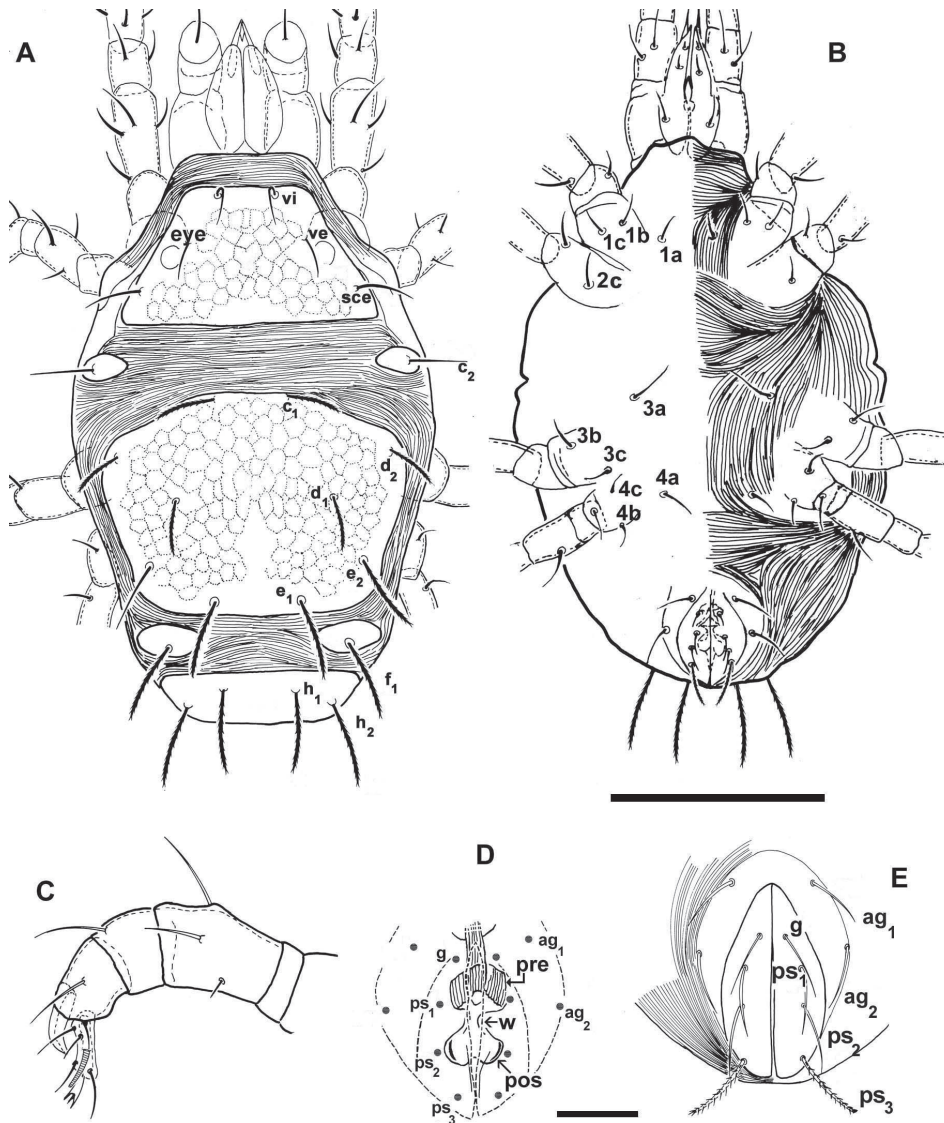 A
B
vi
eye
ve
sce
c2
c1
d2
d1
e2
e1
f1
h1
h2
1c
1b
1a
2c
3a
3b
3c
4c
4a
4b
C
D
E
g
ag1
pre
ps1
w
ag2
ps2
pos
ps3
g
ag1
ps1
ag2
ps2
ps3